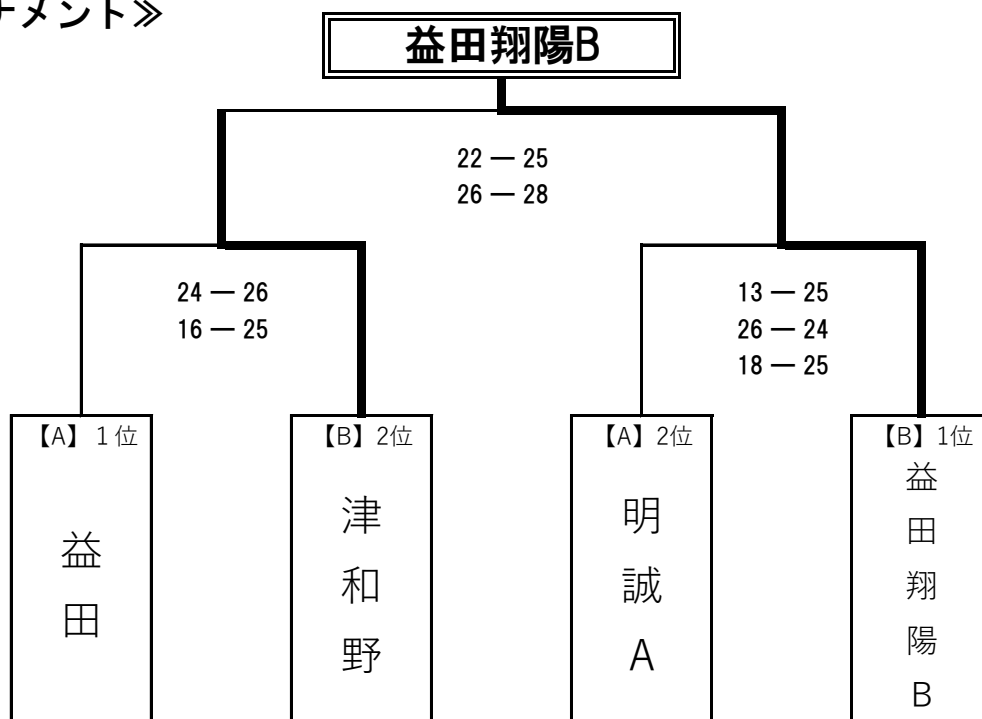 ナメント≫
益田翔陽B
22 ― 25
26 ― 28
24 ― 26
16 ― 25
13 ― 25
26 ― 24
18 ― 25
【A】１位
益田
【B】2位
津和野
【A】2位
明誠A
【B】1位
益田翔陽B